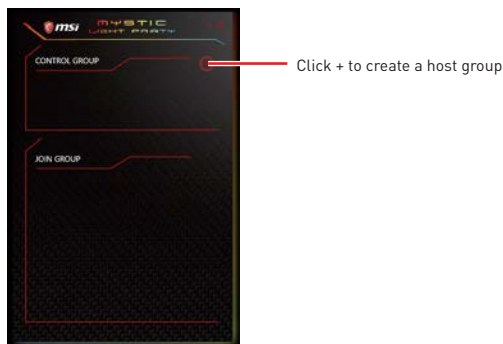 msi MYSTIC
LIGHT PARTY
CONTROL GROUP
Click + to create a host group
JOIN GROUP